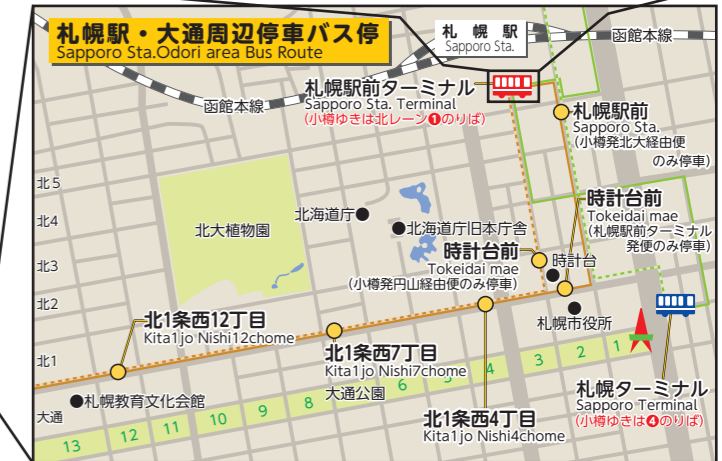 札幌駅・大通周辺停車バス停
Sapporo Sta.Odori area Bus Route
札 幌 駅
Sapporo Sta.
函館本線
函館本線
札幌駅前ターミナル
Sapporo Sta. Terminal
(小樽ゆきは北レーン❶のりば)
札幌駅前
Sapporo Sta.
(小樽発北大経由便
のみ停車)
北5
北4
北3
北2
北1
大通
北大植物園
北海道庁
北海道庁旧本庁舎
時計台前
Tokeidai mae
(札幌駅前ターミナル
発便のみ停車)
時計台前
Tokeidai mae
(小樽発円山経由便のみ停車)
時計台
札幌市役所
北1条西12丁目
Kita1jo Nishi12chome
北1条西7丁目
Kita1jo Nishi7chome
大通公園
北1条西4丁目
Kita1jo Nishi4chome
札幌ターミナル
Sapporo Terminal
(小樽ゆきは❹のりば)
札幌教育文化会館
13 12 11 10 9 8 7 6 5 4 3 2 1